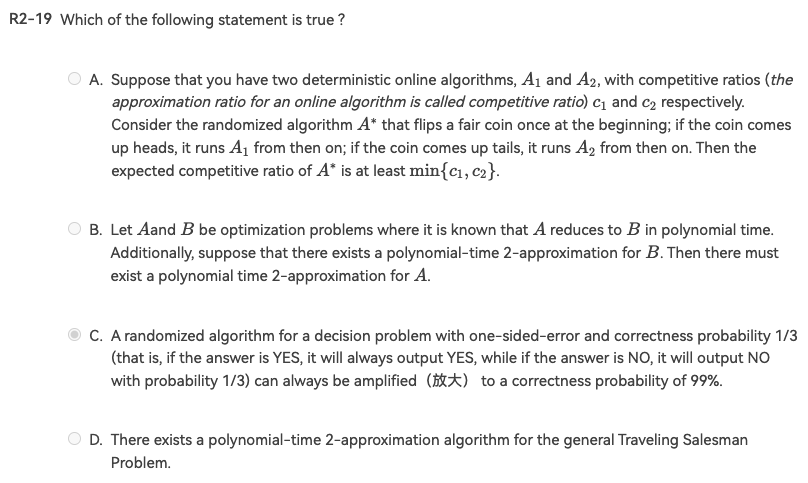 R2-19 Which of the following statement is true ?
A. Suppose that you have two deterministic online algorithms, A₁ and A₂, with competitive ratios (the
approximation ratio for an online algorithm is called competitive ratio) c₁ and c₂ respectively.
Consider the randomized algorithm A* that flips a fair coin once at the beginning; if the coin comes
up heads, it runs A₁ from then on; if the coin comes up tails, it runs A₂ from then on. Then the
expected competitive ratio of A* is at least min{c₁, c₂}.
B. Let Aand B be optimization problems where it is known that A reduces to B in polynomial time.
Additionally, suppose that there exists a polynomial-time 2-approximation for B. Then there must
exist a polynomial time 2-approximation for A.
C. A randomized algorithm for a decision problem with one-sided-error and correctness probability 1/3
(that is, if the answer is YES, it will always output YES, while if the answer is NO, it will output NO
with probability 1/3) can always be amplified（放大） to a correctness probability of 99%.
D. There exists a polynomial-time 2-approximation algorithm for the general Traveling Salesman
Problem.